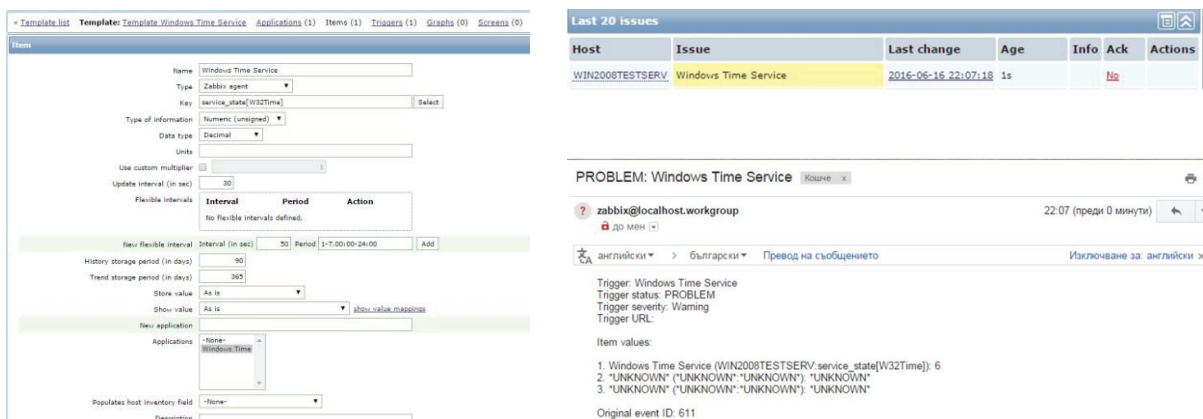 « Template list Template: Template Windows Time Service Applications (1) Items (1) Triggers (1) Graphs (0) Screens (0)
Item
Name Windows Time Service
Type Zabbix agent
Key service_state[W32Time] Select
Type of information Numeric (unsigned)
Data type Decimal
Units
Use custom multiplier 1
Update interval (in sec) 30
Flexible intervals Interval Period Action
No flexible intervals defined.
New flexible interval Interval (in sec) 50 Period 1-7,00:00-24:00 Add
History storage period (in days) 90
Trend storage period (in days) 365
Store value As is
Show value As is show value mappings
New application
Applications -None-
Windows Time
Populates host inventory field -None-
Description
Last 20 issues
Host Issue Last change Age Info Ack Actions
WIN2008TESTSERV Windows Time Service 2016-06-16 22:07:18 1s No
PROBLEM: Windows Time Service Кошче x
? zabbix@localhost.workgroup 22:07 (преди 0 минути)
до мен
английски > български Превод на съобщението Изключване за: английски x
Trigger: Windows Time Service
Trigger status: PROBLEM
Trigger severity: Warning
Trigger URL:
Item values:
1. Windows Time Service (WIN2008TESTSERV:service_state[W32Time]): 6
2. *UNKNOWN* (*UNKNOWN*:*UNKNOWN*): *UNKNOWN*
3. *UNKNOWN* (*UNKNOWN*:*UNKNOWN*): *UNKNOWN*
Original event ID: 611